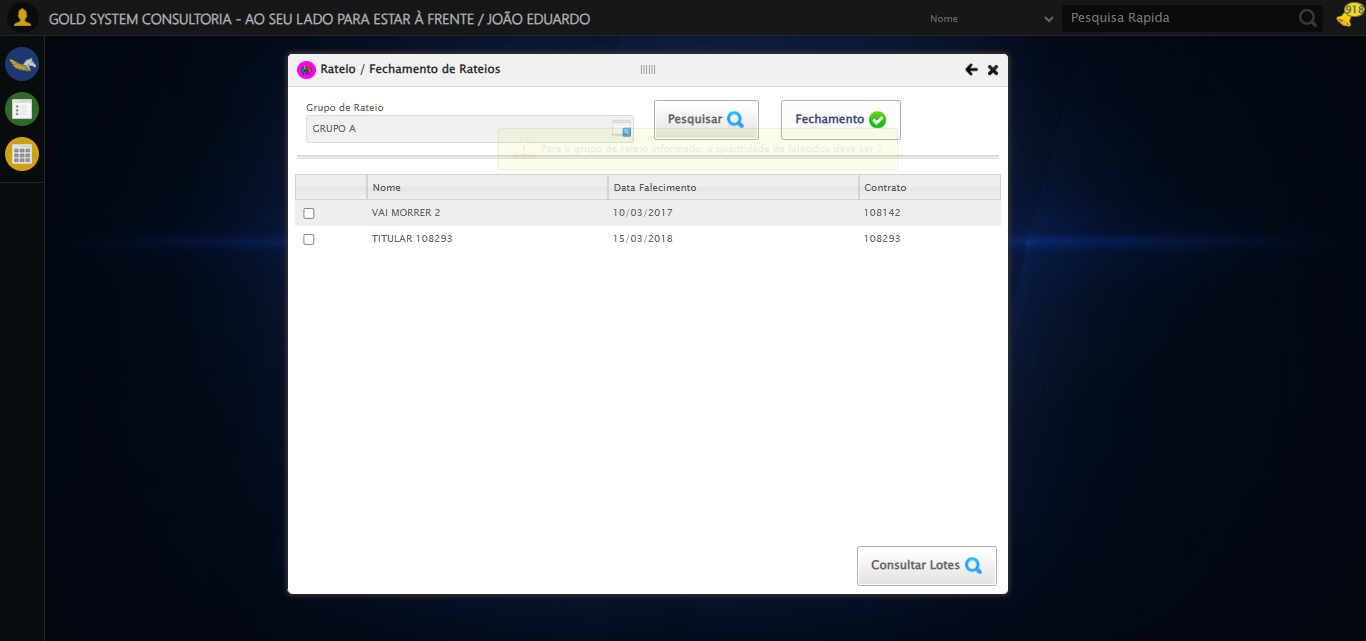 GOLD SYSTEM CONSULTORIA - AO SEU LADO PARA ESTAR À FRENTE / JOÃO EDUARDO
Nome
Pesquisa Rapida
918
Rateio / Fechamento de Rateios
Grupo de Rateio
GRUPO A
Pesquisar
Fechamento
Para o grupo de rateio informado, a quantidade de falecidos deve ser 1
Nome Data Falecimento Contrato
VAI MORRER 2 10/03/2017 108142
TITULAR 108293 15/03/2018 108293
Consultar Lotes